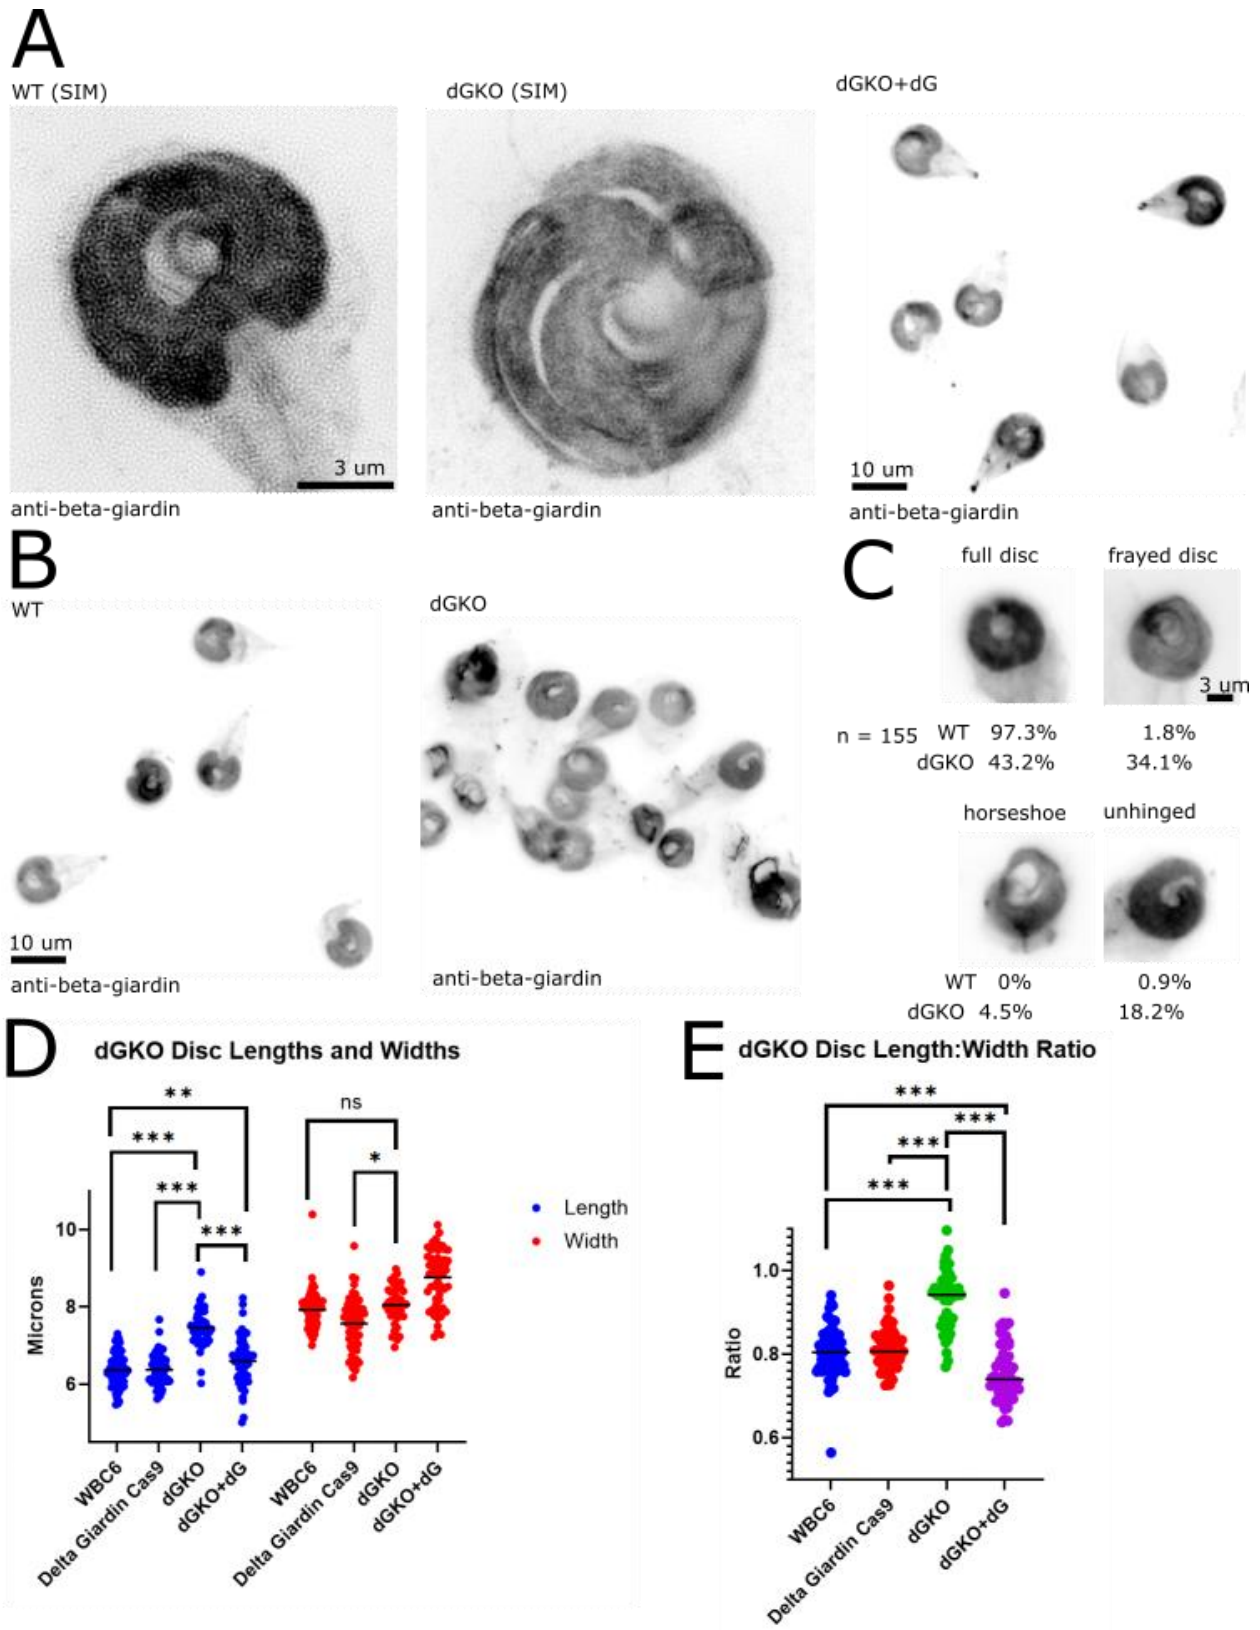 A
WT (SIM)
dGKO (SIM)
dGKO+dG
3 um
10 um
anti-beta-giardin
anti-beta-giardin
anti-beta-giardin
B
WT
dGKO
10 um
anti-beta-giardin
anti-beta-giardin
C
full disc
frayed disc
3 um
n = 155 WT 97.3% 1.8%
dGKO 43.2% 34.1%
horseshoe
unhinged
WT 0% 0.9%
dGKO 4.5% 18.2%
D
dGKO Disc Lengths and Widths
**
***
***
***
ns
*
Length
Width
Microns
10
8
6
WBC6
Delta Giardin Cas9
dGKO
dGKO+dG
WBC6
Delta Giardin Cas9
dGKO
dGKO+dG
E
dGKO Disc Length:Width Ratio
***
***
***
***
Ratio
1.0
0.8
0.6
WBC6
Delta Giardin Cas9
dGKO
dGKO+dG